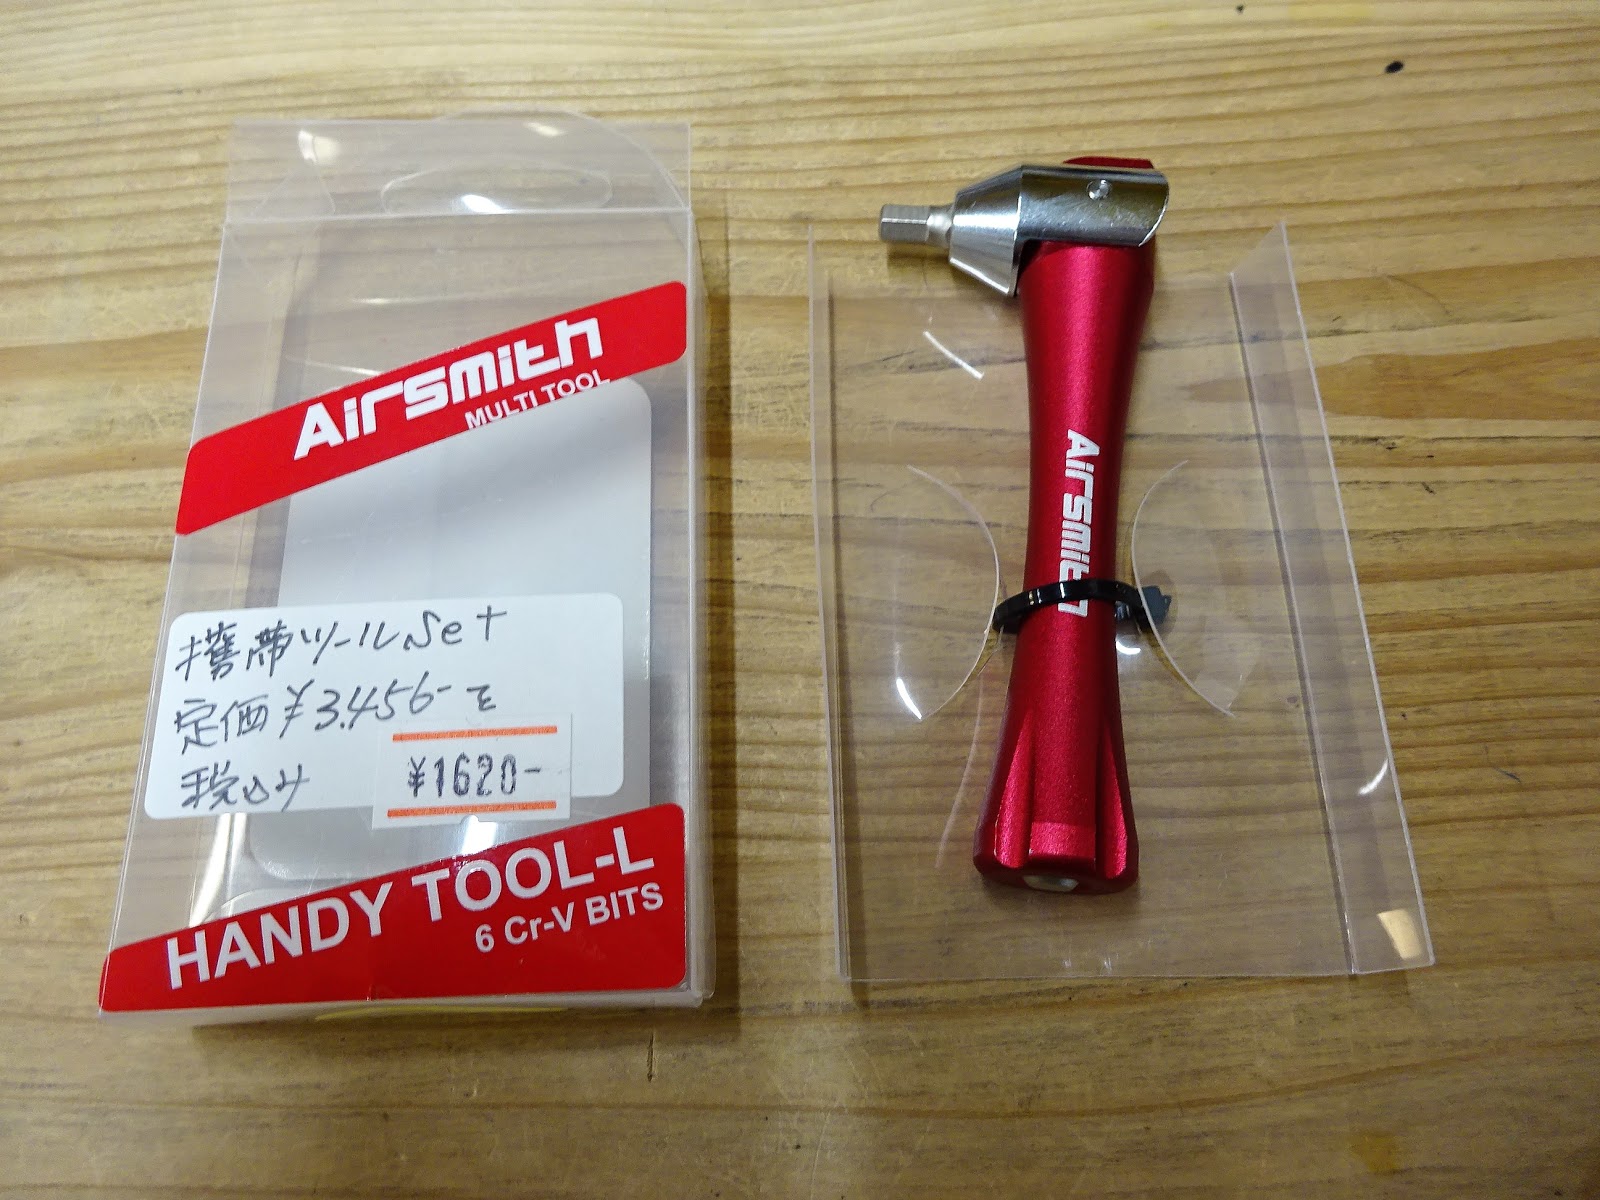 Airsmith
MULTI TOOL
携帯ツールSet
定価¥3.456-を
税込み
¥1620-
HANDY TOOL-L
6 Cr-V BITS
Airsmith